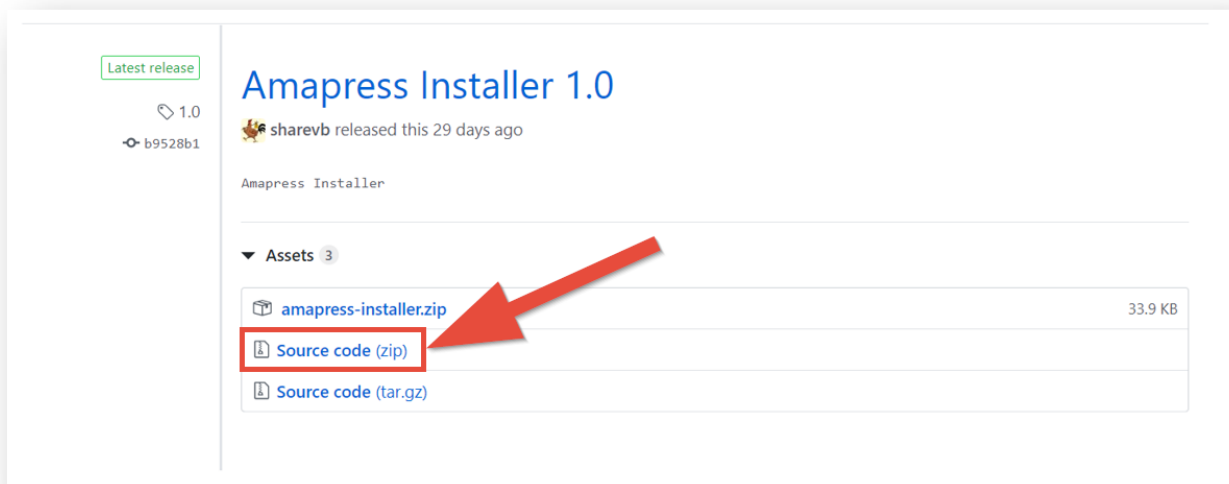 Latest release
1.0
b9528b1
Amapress Installer 1.0
sharevb released this 29 days ago
Amapress Installer
Assets 3
amapress-installer.zip 33.9 KB
Source code (zip)
Source code (tar.gz)